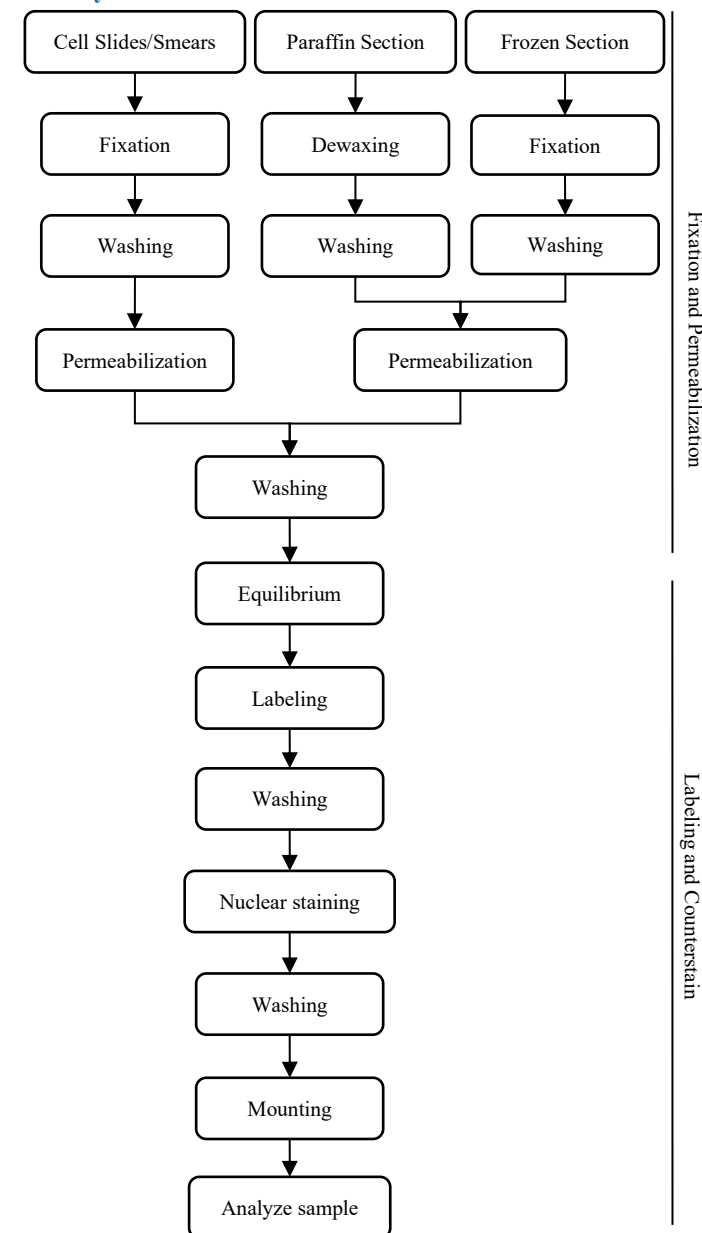 Cell Slides/Smears
Paraffin Section
Frozen Section
Fixation
Dewaxing
Fixation
Washing
Washing
Washing
Permeabilization
Permeabilization
Washing
Equilibrium
Labeling
Washing
Nuclear staining
Washing
Mounting
Analyze sample
Fixation and Permeabilization
Labeling and Counterstain